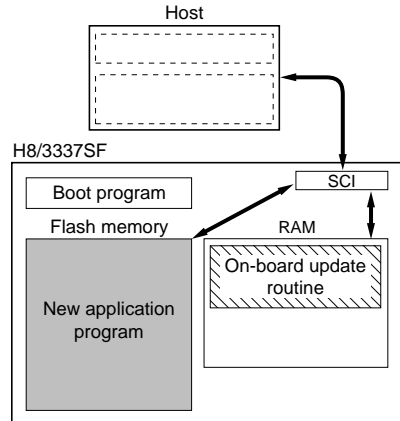 Host
H8/3337SF
SCI
Boot program
Flash memory
RAM
On-board update
routine
New application
program